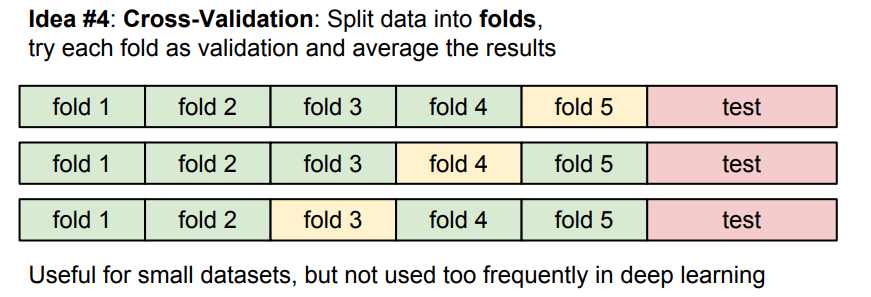 Idea #4: Cross-Validation: Split data into folds,
try each fold as validation and average the results
fold 1 fold 2 fold 3 fold 4 fold 5 test
fold 1 fold 2 fold 3 fold 4 fold 5 test
fold 1 fold 2 fold 3 fold 4 fold 5 test
Useful for small datasets, but not used too frequently in deep learning